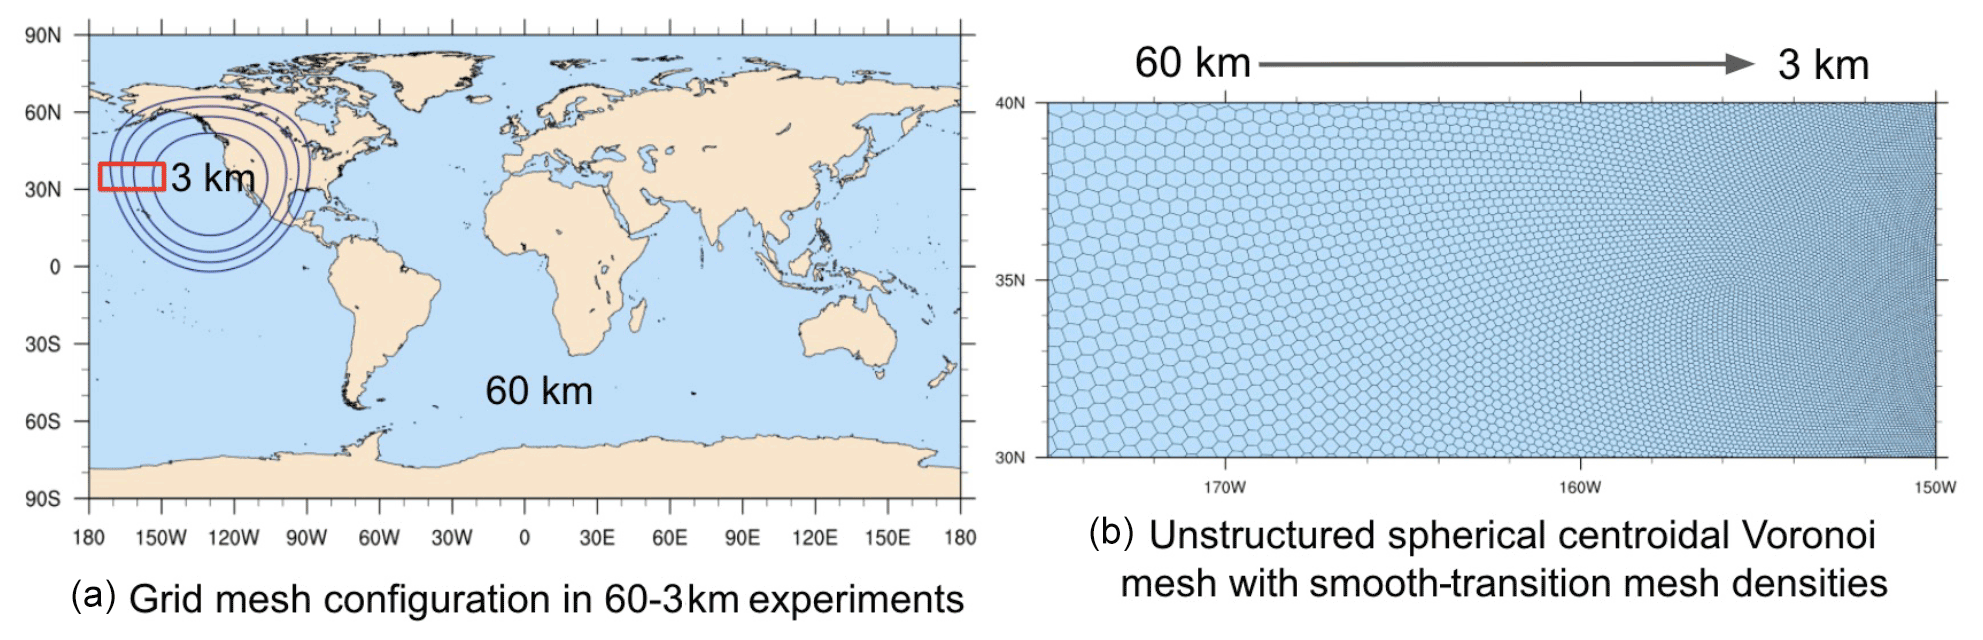 90N
60N
30N
0
30S
60S
90S
180 150W 120W 90W 60W 30W 0 30E 60E 90E 120E 150E 180
3 km
60 km
(a) Grid mesh configuration in 60-3km experiments
60 km 3 km
40N
35N
30N
170W 160W 150W
(b) Unstructured spherical centroidal Voronoi
mesh with smooth-transition mesh densities